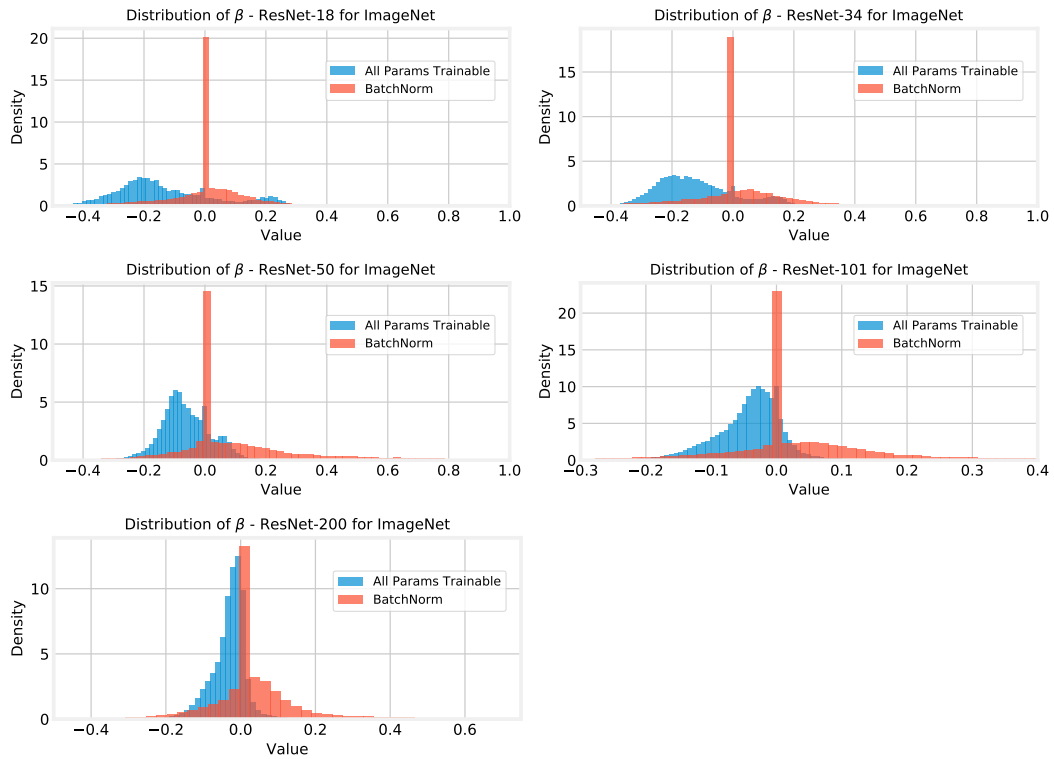 Distribution of β - ResNet-18 for ImageNet
20
15
10
5
0
Density
All Params Trainable
BatchNorm
−0.4 −0.2 0.0 0.2 0.4 0.6 0.8 1.0
Value
Distribution of β - ResNet-34 for ImageNet
15
10
5
0
Density
All Params Trainable
BatchNorm
−0.4 −0.2 0.0 0.2 0.4 0.6 0.8 1.0
Value
Distribution of β - ResNet-50 for ImageNet
15
10
5
0
Density
All Params Trainable
BatchNorm
−0.4 −0.2 0.0 0.2 0.4 0.6 0.8 1.0
Value
Distribution of β - ResNet-101 for ImageNet
20
15
10
5
0
Density
All Params Trainable
BatchNorm
−0.3 −0.2 −0.1 0.0 0.1 0.2 0.3 0.4
Value
Distribution of β - ResNet-200 for ImageNet
10
5
0
Density
All Params Trainable
BatchNorm
−0.4 −0.2 0.0 0.2 0.4 0.6
Value